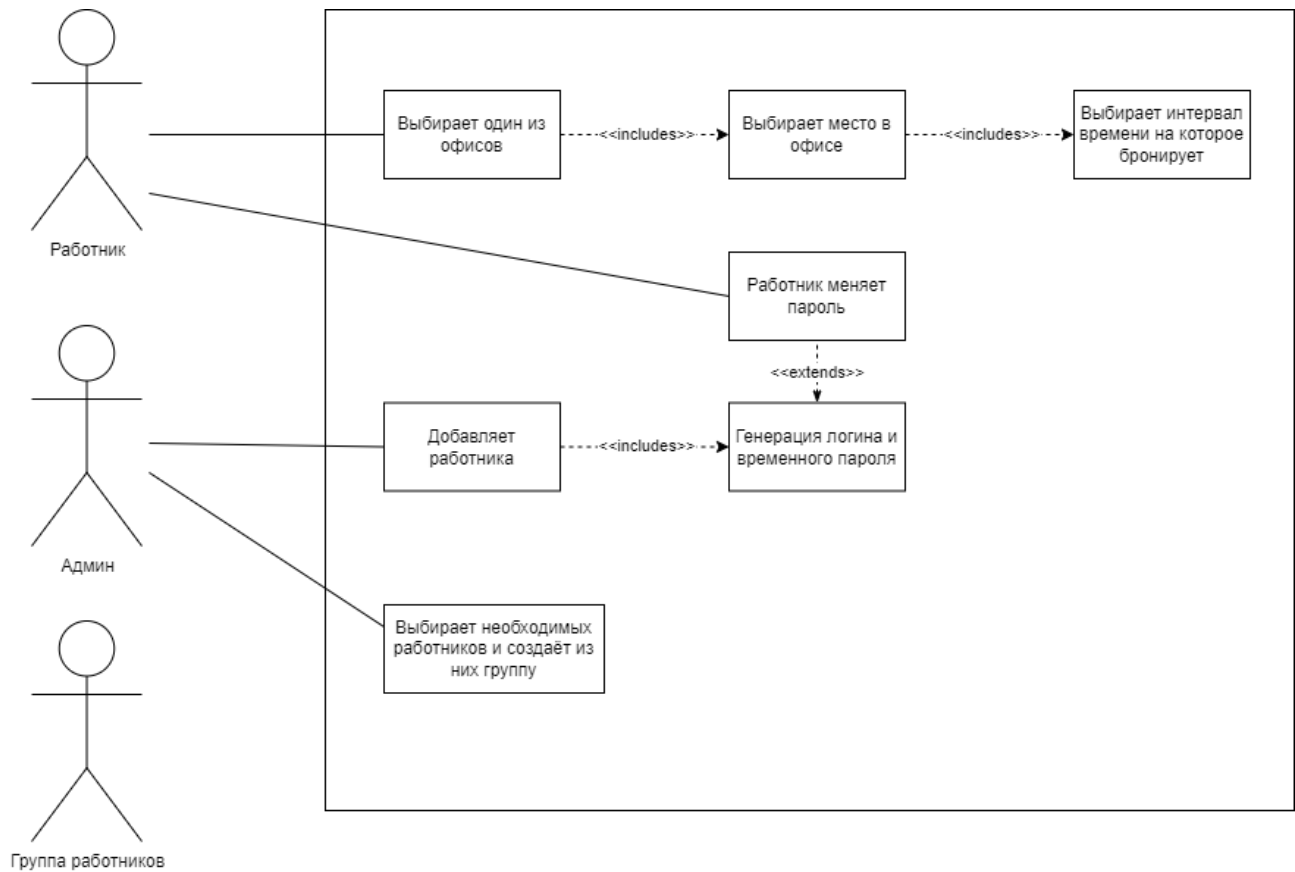 Выбирает один из
офисов
<<includes>>
Выбирает место в
офисе
<<includes>>
Выбирает интервал
времени на которое
бронирует
Работник
Работник меняет
пароль
<<extends>>
Добавляет
работника
<<includes>>
Генерация логина и
временного пароля
Админ
Выбирает необходимых
работников и создаёт из
них группу
Группа работников